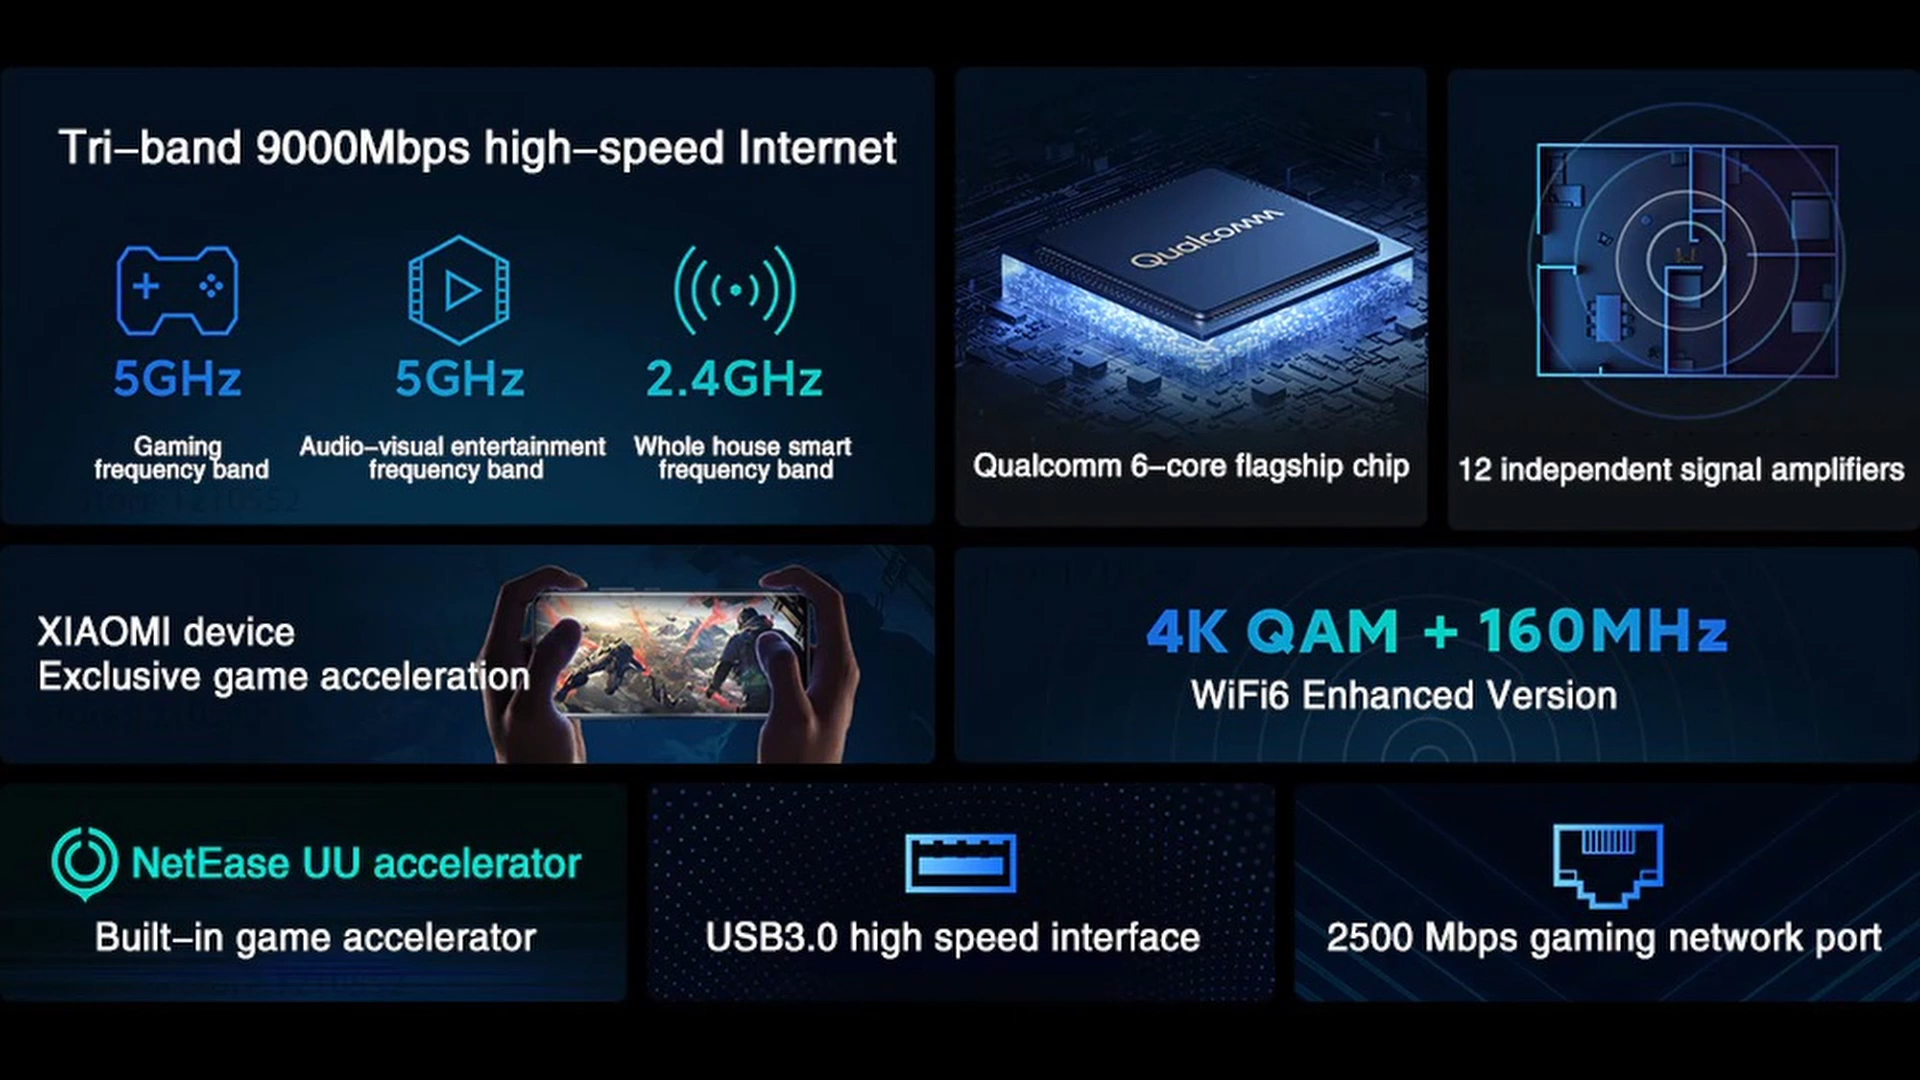 Tri-band 9000Mbps high-speed Internet
5GHz
Gaming
frequency band
5GHz
Audio-visual entertainment
frequency band
2.4GHz
Whole house smart
frequency band
Qualcomm
Qualcomm 6-core flagship chip
12 independent signal amplifiers
XIAOMI device
Exclusive game acceleration
4K QAM + 160MHz
WiFi6 Enhanced Version
NetEase UU accelerator
Built-in game accelerator
USB3.0 high speed interface
2500 Mbps gaming network port